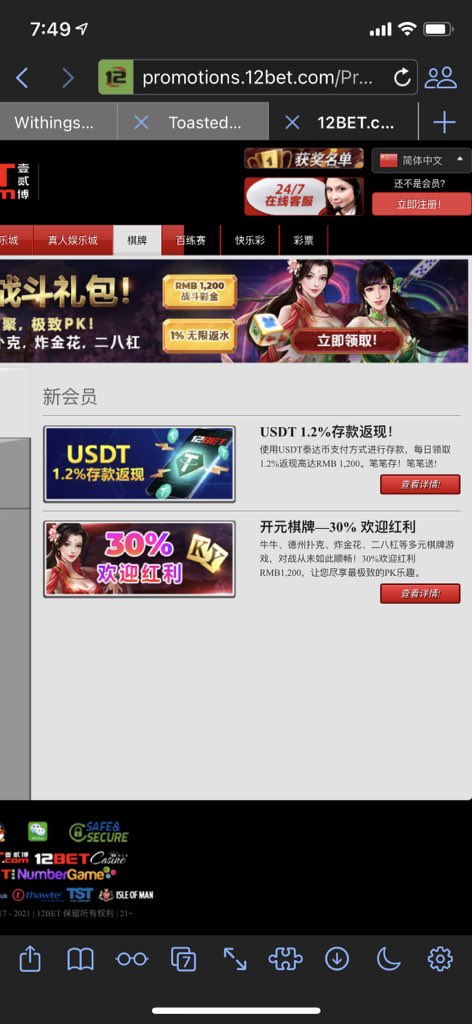 7:49
12
promotions.12bet.com/Pr...
Withings...
Toasted...
12BET.c...
壹
贰
博
获奖名单
简体中文
24/7
在线客服
还不是会员?
立即注册!
乐城
真人娱乐城
棋牌
百练赛
快乐彩
彩票
战斗礼包!
聚，极致PK!
卜克, 炸金花, 二八杠
RMB 1,200
战斗彩金
1% 无限返水
立即领取!
新会员
12BET
USDT
1.2%存款返现
USDT 1.2%存款返现！
使用USDT泰达币支付方式进行存款，每日领取
1.2%返现高达RMB 1,200。笔笔存！笔笔送!
查看详情!
30%
欢迎红利
KY
开元棋牌—30% 欢迎红利
牛牛、德州扑克、炸金花、二八杠等多元棋牌游
戏，对战从未如此顺畅！30%欢迎红利
RMB1,200，让您尽享最极致的PK乐趣。
查看详情!
SAFE&
SECURE
壹贰博
T.com
12BET Casino
T: NumberGame
uk
thawte
TST
ISLE OF MAN
17 - 2021 | 12BET 保留所有权利 | 21+
7